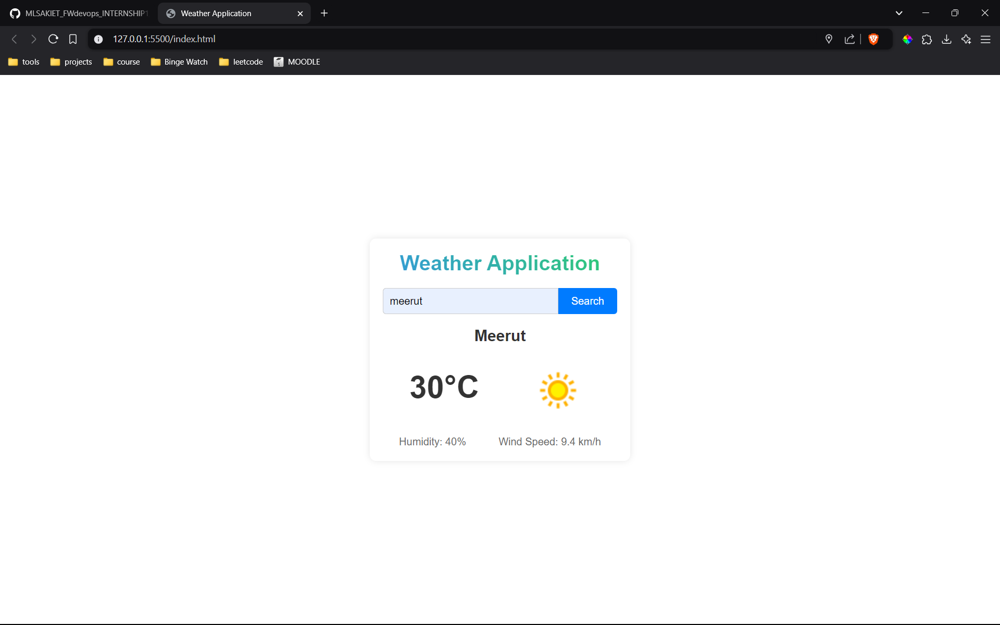 MLSAKIET_FWdevops_INTERNSHIP1
Weather Application
127.0.0.1:5500/index.html
tools projects course Binge Watch leetcode MOODLE
Weather Application
meerut Search
Meerut
30°C
Humidity: 40% Wind Speed: 9.4 km/h